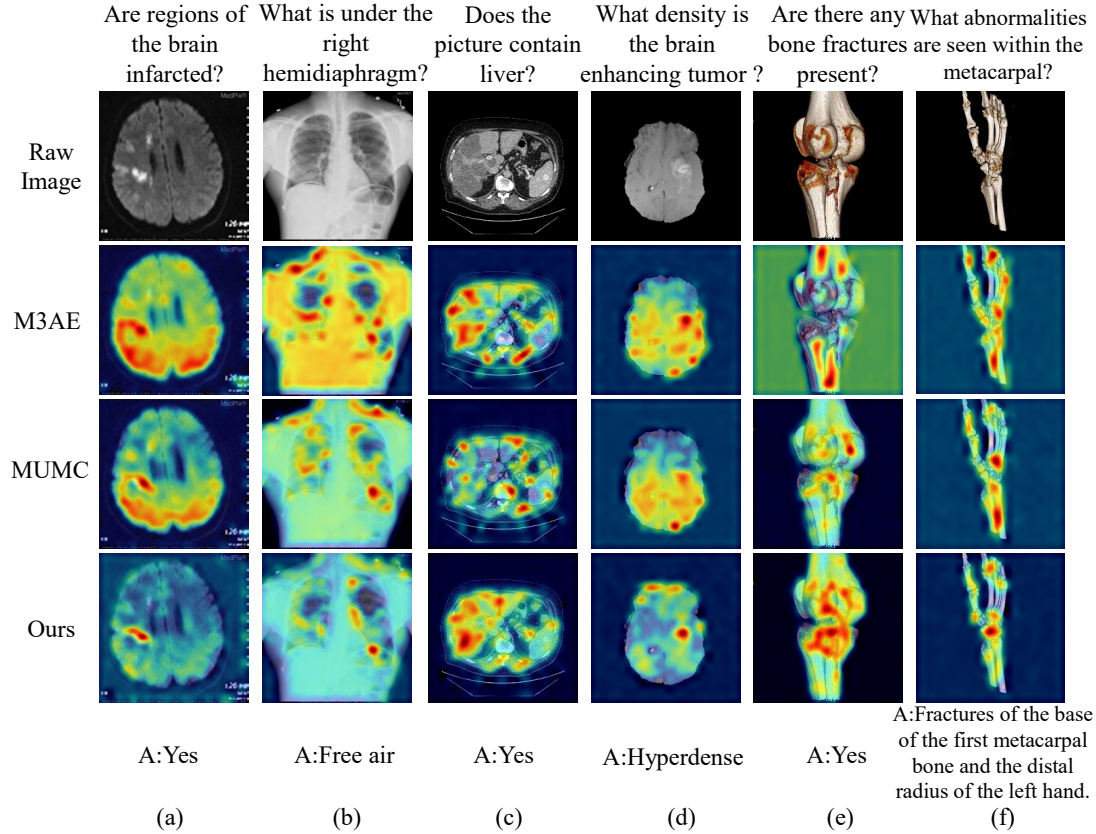 Are regions of
the brain
infarcted?
What is under the
right
hemidiaphragm?
Does the
picture contain
liver?
What density is
the brain
enhancing tumor ?
Are there any
bone fractures
present?
What abnormalities
are seen within the
metacarpal?
Raw
Image
MedPix®
M3AE
MUMC
Ours
A:Yes
A:Free air
A:Yes
A:Hyperdense
A:Yes
A:Fractures of the base
of the first metacarpal
bone and the distal
radius of the left hand.
(a)
(b)
(c)
(d)
(e)
(f)